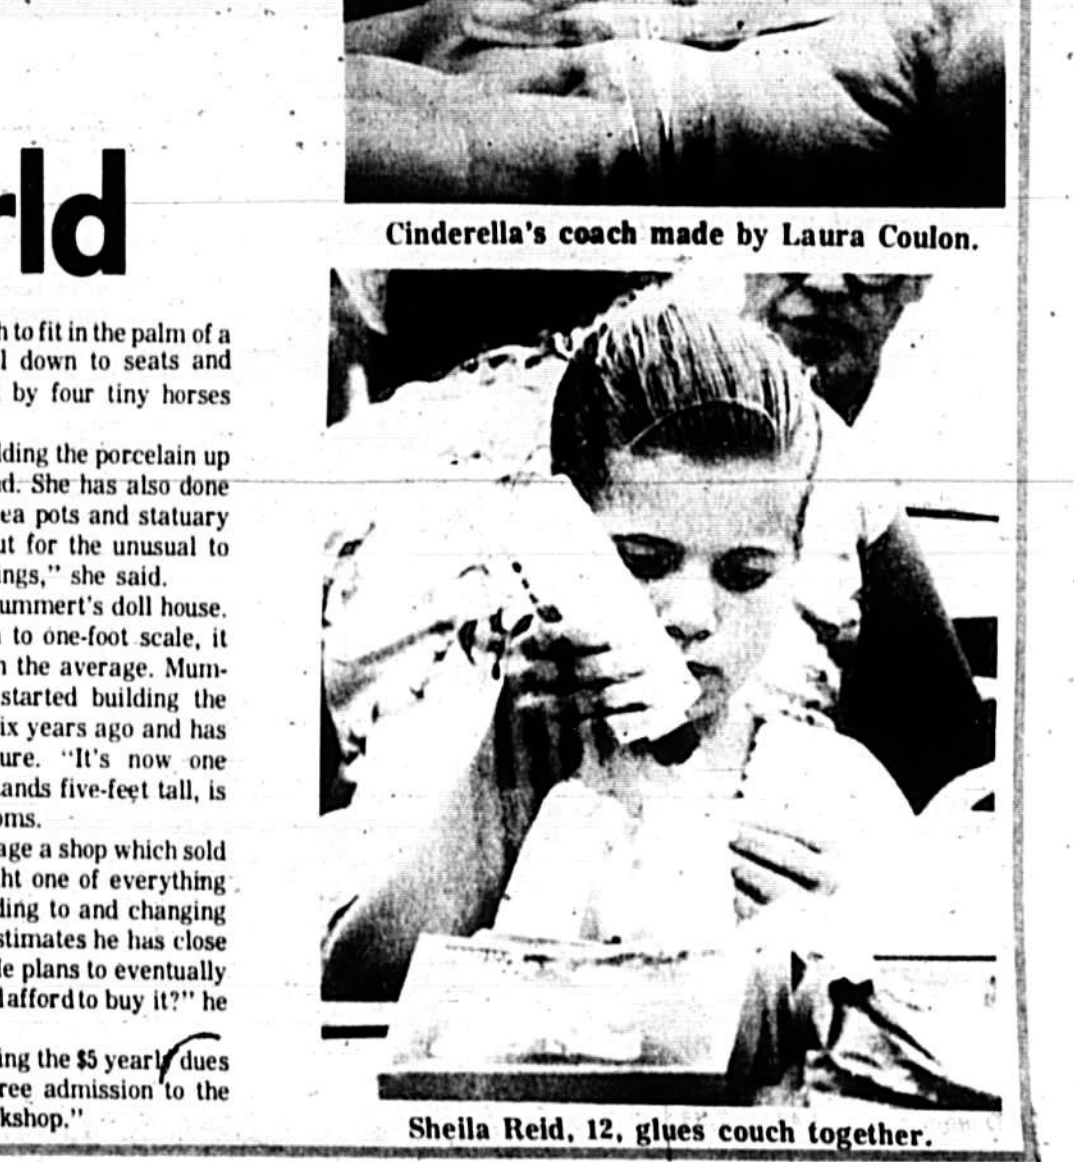 rld
h to fit in the palm of a
l down to seats and
by four tiny horses
lding the porcelain up
d. She has also done
ea pots and statuary
ut for the unusual to
ings," she said.
ummert's doll house.
to one-foot scale, it
n the average. Mum-
started building the
ix years ago and has
ure. "It's now one
ands five-feet tall, is
oms.
age a shop which sold
ht one of everything
ding to and changing
stimates he has close
le plans to eventually
l afford to buy it?" he
ing the $5 yearly dues
ree admission to the
kshop."
Cinderella's coach made by Laura Coulon.
Sheila Reid, 12, glues couch together.